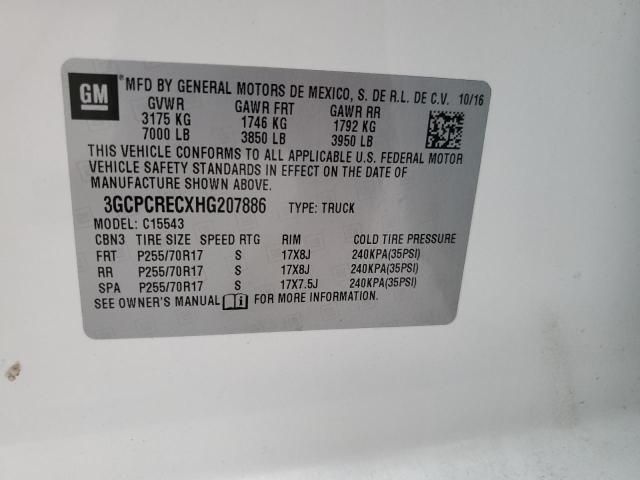 GM
MFD BY GENERAL MOTORS DE MEXICO, S. DE R.L. DE C.V. 10/16
GVWR GAWR FRT GAWR RR
3175 KG 1746 KG 1792 KG
7000 LB 3850 LB 3950 LB
THIS VEHICLE CONFORMS TO ALL APPLICABLE U.S. FEDERAL MOTOR
VEHICLE SAFETY STANDARDS IN EFFECT ON THE DATE OF
MANUFACTURE SHOWN ABOVE.
3GCPCRECXHG207886 TYPE: TRUCK
MODEL: C15543
CBN3 TIRE SIZE SPEED RTG RIM COLD TIRE PRESSURE
FRT P255/70R17 S 17X8J 240KPA(35PSI)
RR P255/70R17 S 17X8J 240KPA(35PSI)
SPA P255/70R17 S 17X7.5J 240KPA(35PSI)
SEE OWNER'S MANUAL FOR MORE INFORMATION.